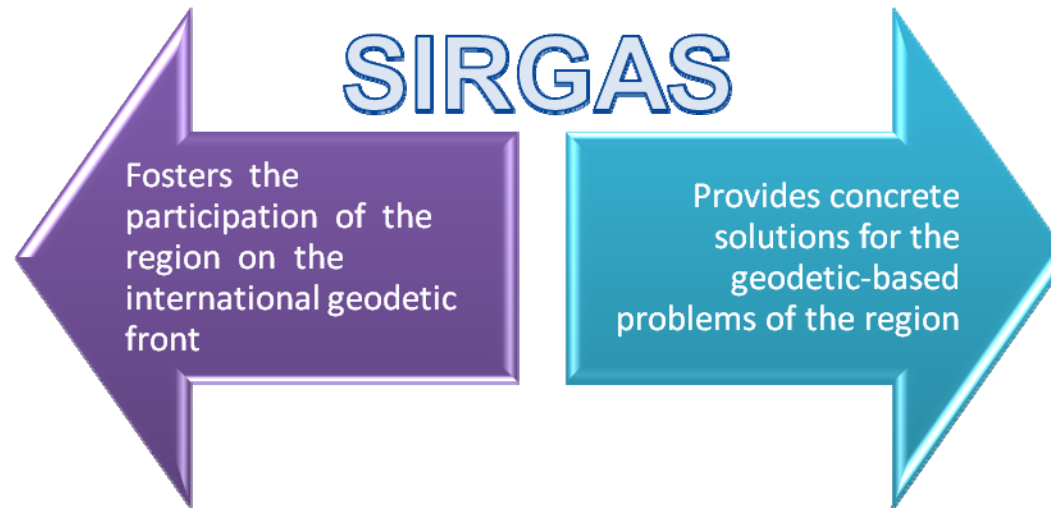 SIRGAS
Fosters the
participation of the
region on the
international geodetic
front
Provides concrete
solutions for the
geodetic-based
problems of the region